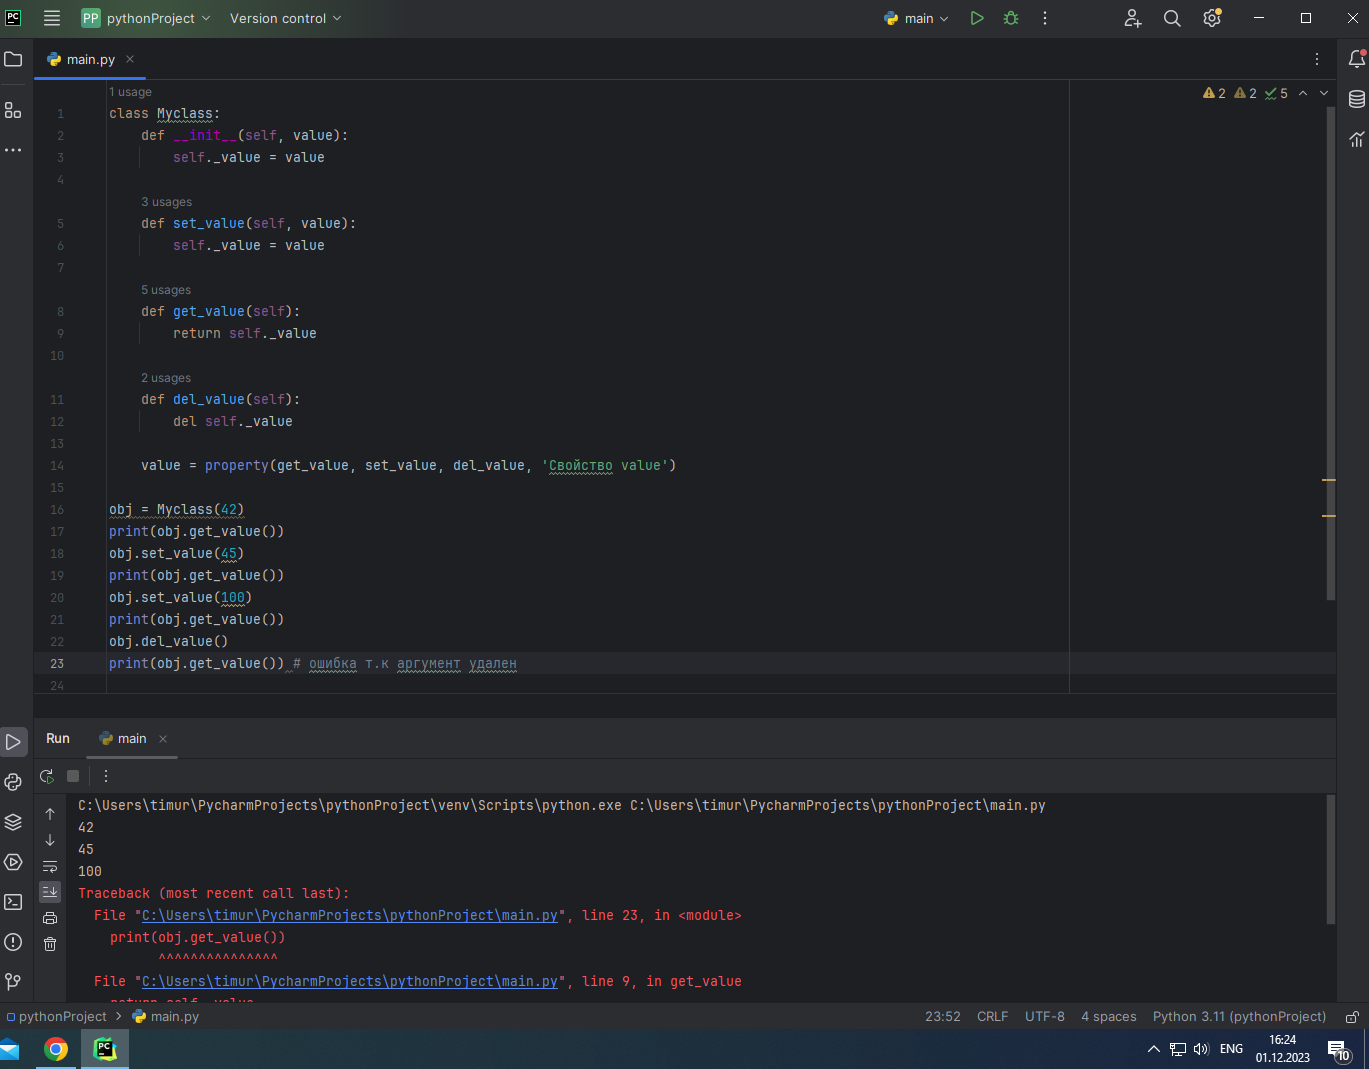 PC PP pythonProject Version control main
main.py
1 usage
2 2 5
1 class Myclass:
2 def __init__(self, value):
3 self._value = value
4
3 usages
5 def set_value(self, value):
6 self._value = value
7
5 usages
8 def get_value(self):
9 return self._value
10
2 usages
11 def del_value(self):
12 del self._value
13
14 value = property(get_value, set_value, del_value, 'Свойство value')
15
16 obj = Myclass(42)
17 print(obj.get_value())
18 obj.set_value(45)
19 print(obj.get_value())
20 obj.set_value(100)
21 print(obj.get_value())
22 obj.del_value()
23 print(obj.get_value()) # ошибка т.к аргумент удален
24
Run main
C:\Users\timur\PycharmProjects\pythonProject\venv\Scripts\python.exe C:\Users\timur\PycharmProjects\pythonProject\main.py
42
45
100
Traceback (most recent call last):
File "C:\Users\timur\PycharmProjects\pythonProject\main.py", line 23, in <module>
print(obj.get_value())
^^^^^^^^^^^^^^^
File "C:\Users\timur\PycharmProjects\pythonProject\main.py", line 9, in get_value
return self._value
pythonProject > main.py 23:52 CRLF UTF-8 4 spaces Python 3.11 (pythonProject)
PC ENG 16:24
01.12.2023 10